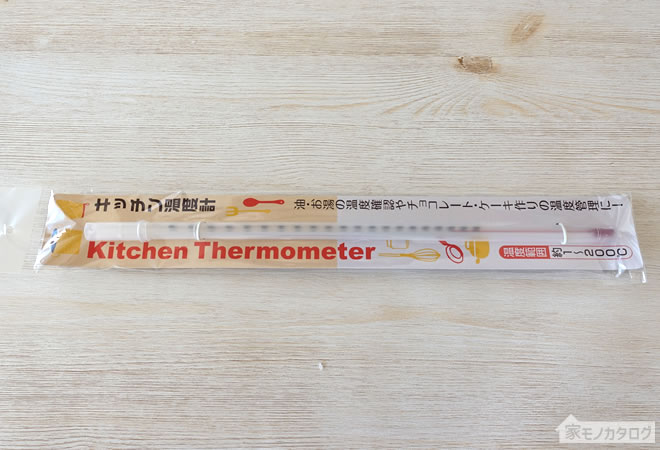 キッチン温度計
油・お湯の温度確認やチョコレート・ケーキ作りの温度管理に!
Kitchen Thermometer
温度範囲 約1~200℃
家モノカタログ